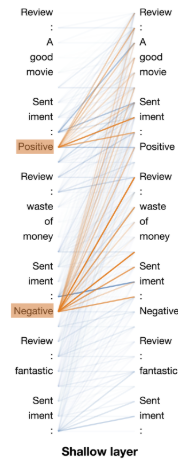 Review Review
: :
A A
good good
movie movie
Sent Sent
iment iment
: :
Positive Positive
Review Review
: :
waste waste
of of
money money
Sent Sent
iment iment
: :
Negative Negative
Review Review
: :
fantastic fantastic
Sent Sent
iment iment
: :
Shallow layer